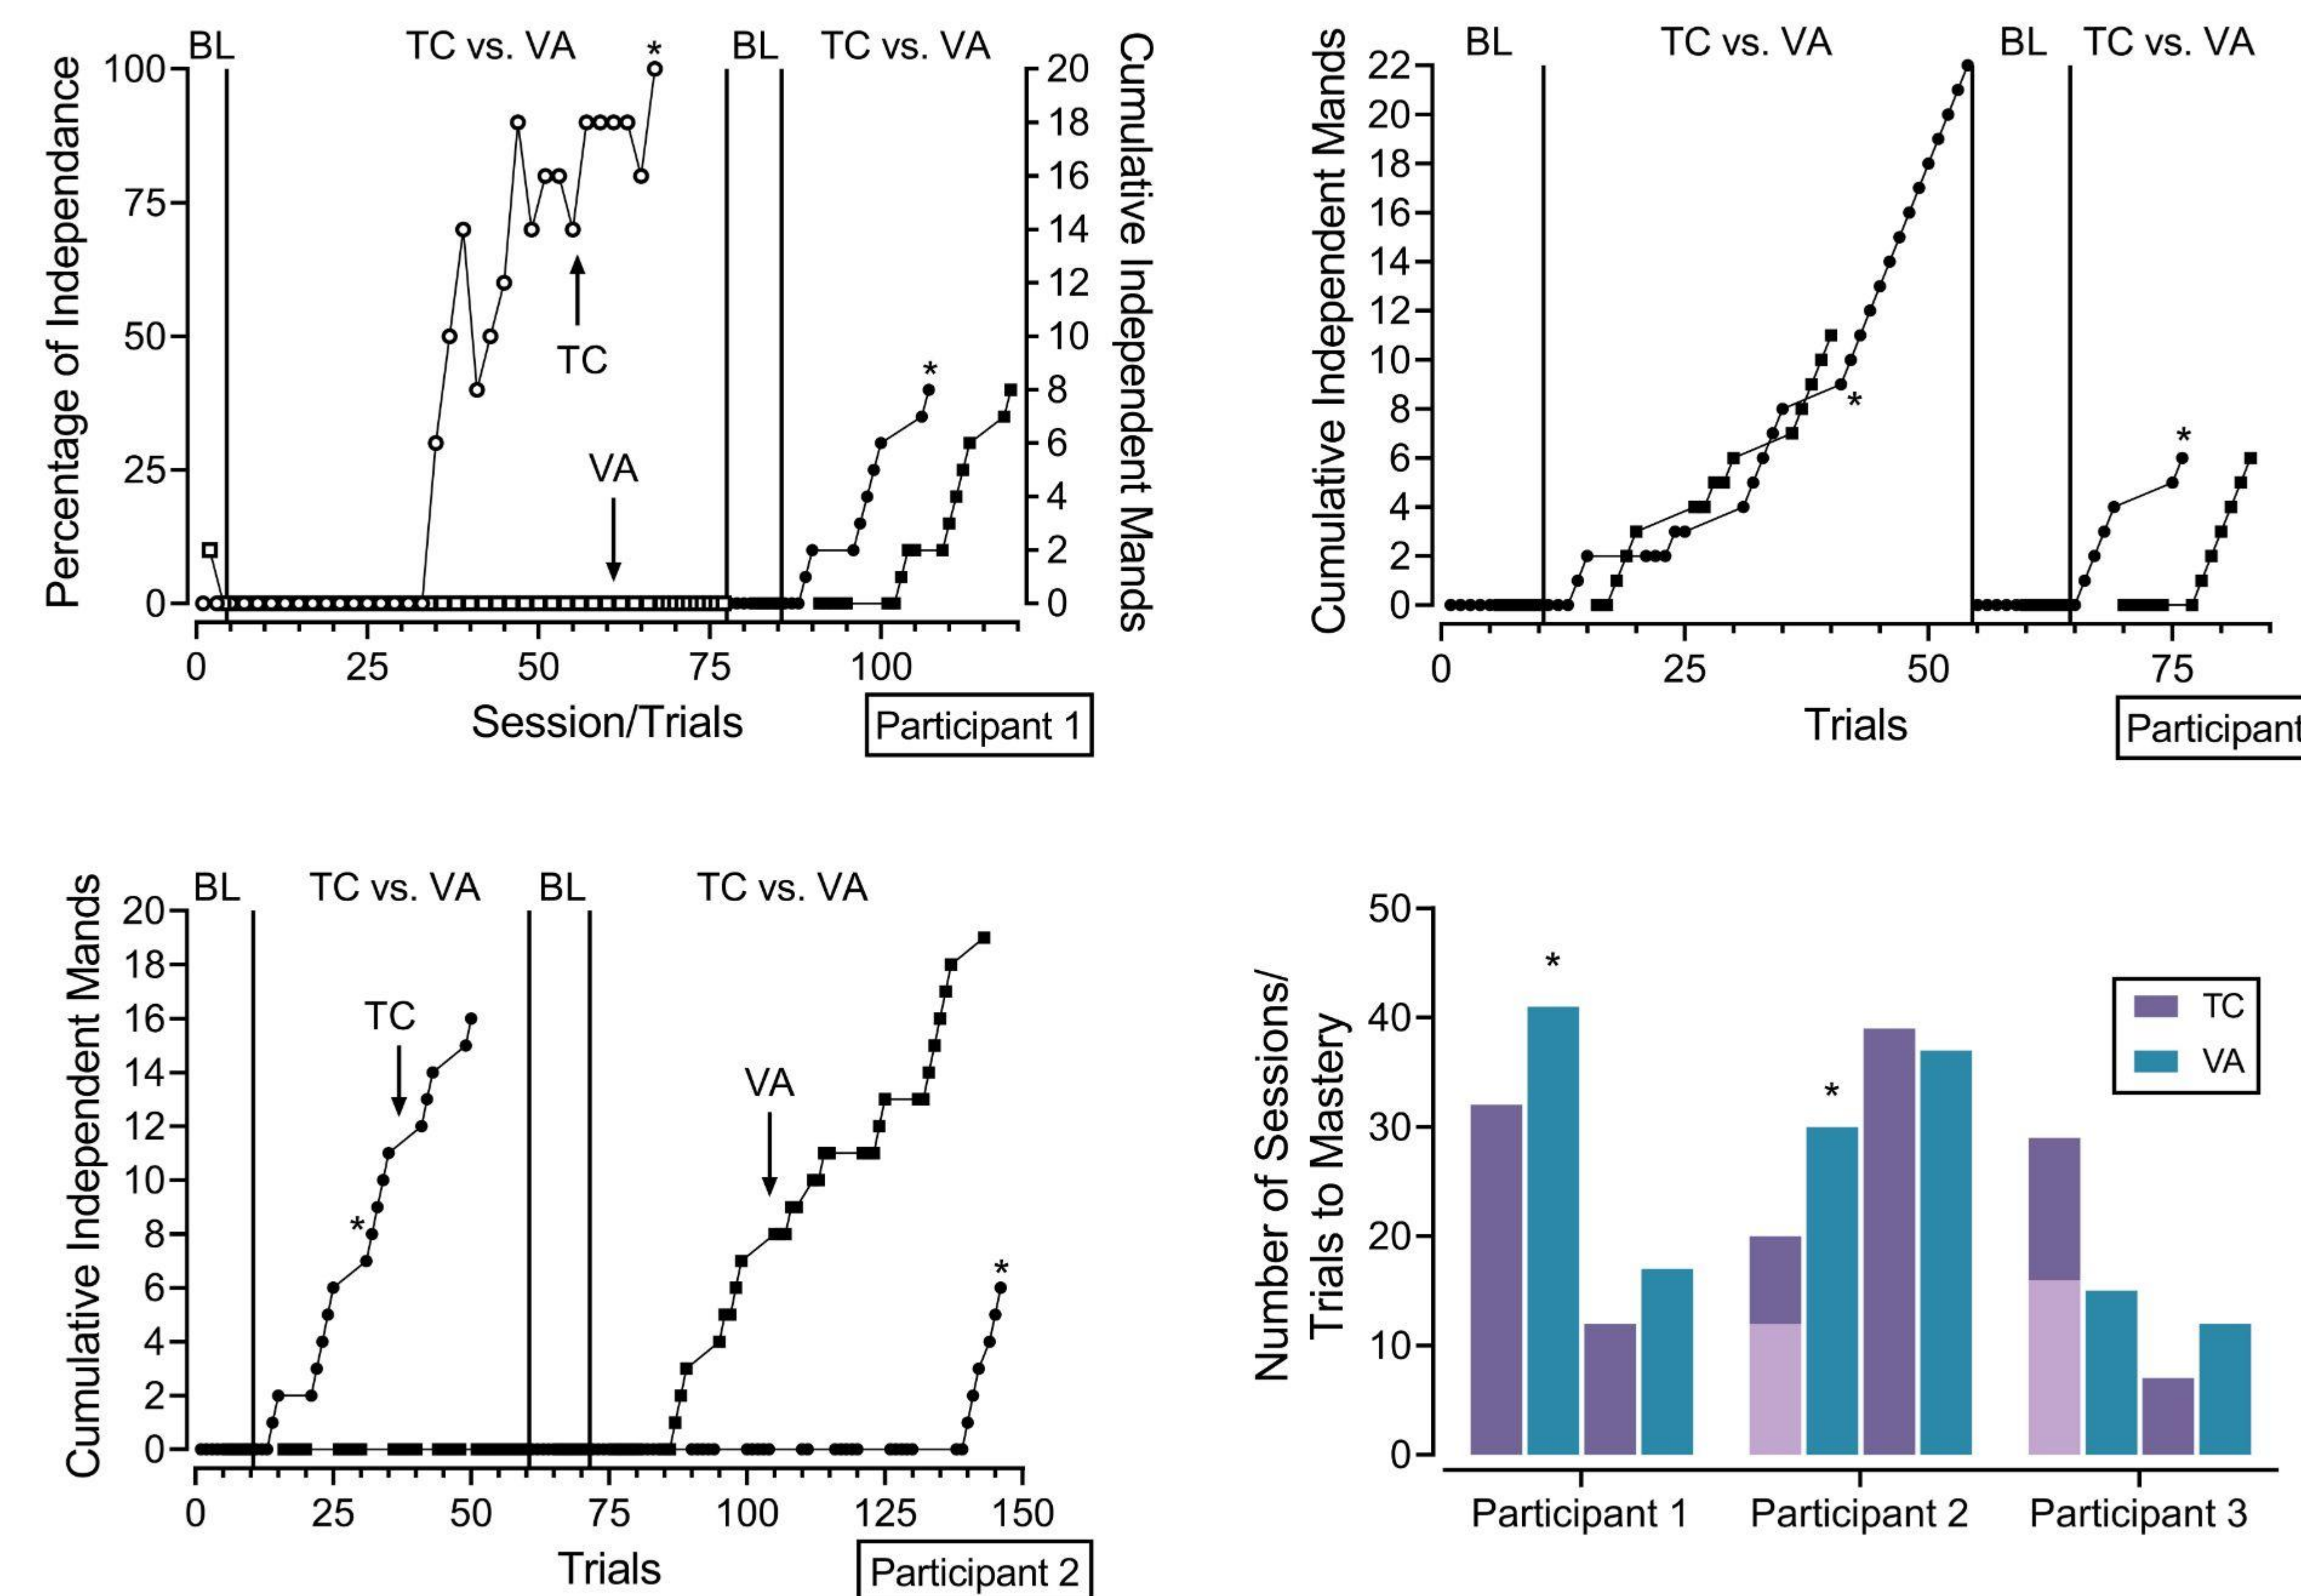 BL TC vs. VA BL TC vs. VA
*
Percentage of Independance
100
75
50
25
0
TC
VA
*
20
18
16
14
12
10
8
6
4
2
0
Cumulative Independent Mands
0 25 50 75 100
Session/Trials
Participant 1
BL TC vs. VA BL TC vs. VA
Cumulative Independent Mands
22
20
18
16
14
12
10
8
6
4
2
0
*
*
0 25 50 75
Trials
Participant
BL TC vs. VA BL TC vs. VA
Cumulative Independent Mands
20
18
16
14
12
10
8
6
4
2
0
TC
*
VA
*
0 25 50 75 100 125 150
Trials
Participant 2
Number of Sessions/
Trials to Mastery
50
40
30
20
10
0
*
*
TC
VA
Participant 1 Participant 2 Participant 3